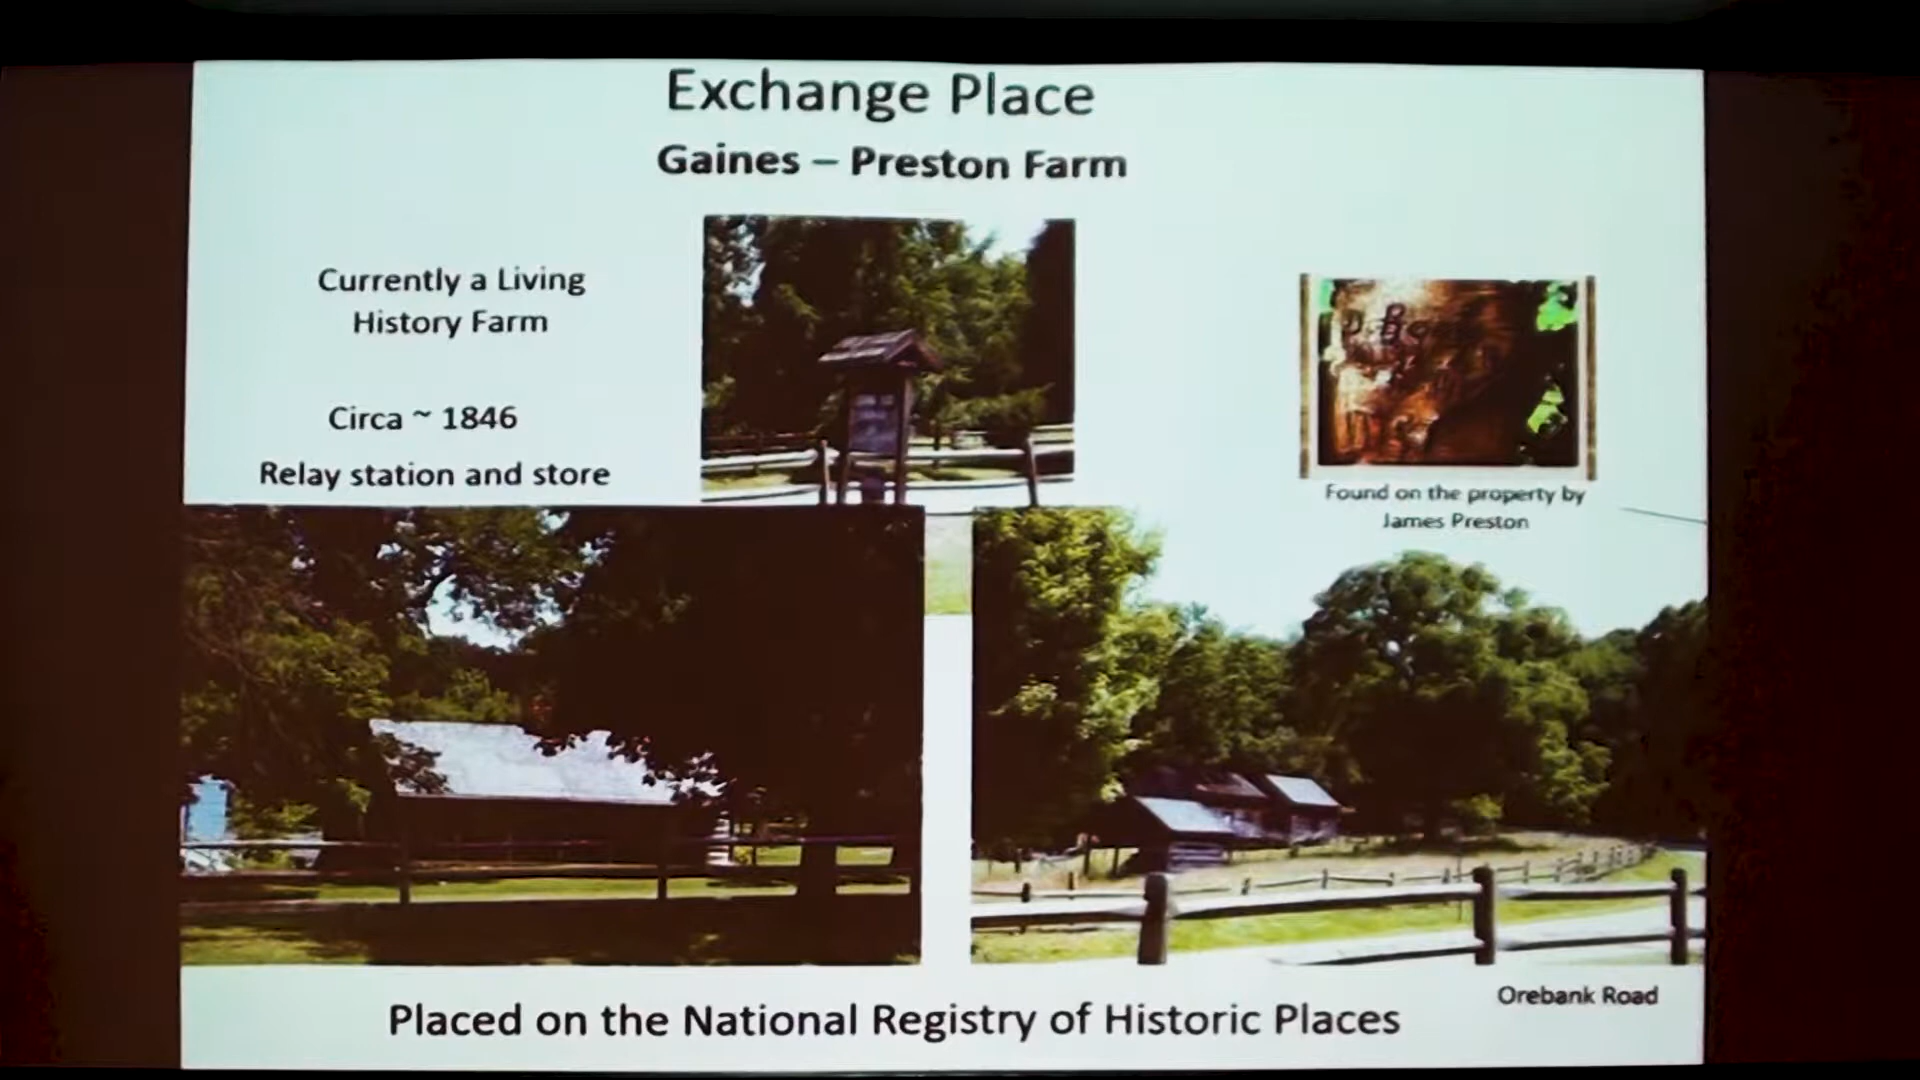 Exchange Place
Gaines – Preston Farm
Currently a Living
History Farm
Circa ~ 1846
Relay station and store
Found on the property by
James Preston
Orebank Road
Placed on the National Registry of Historic Places